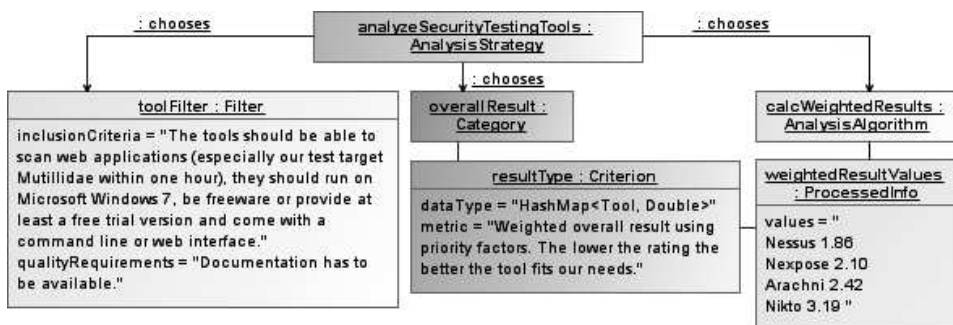 analyzeSecurityTestingTools :
AnalysisStrategy
: chooses
: chooses
: chooses
toolFilter : Filter
inclusionCriteria = "The tools should be able to
scan web applications (especially our test target
Mutillidae within one hour), they should run on
Microsoft Windows 7, be freeware or provide at
least a free trial version and come with a
command line or web interface."
qualityRequirements = "Documentation has to
be available."
overallResult :
Category
resultType : Criterion
dataType = "HashMap<Tool, Double>"
metric = "Weighted overall result using
priority factors. The lower the rating the
better the tool fits our needs."
calcWeightedResults :
AnalysisAlgorithm
weightedResultValues
: ProcessedInfo
values = "
Nessus 1.86
Nexpose 2.10
Arachni 2.42
Nikto 3.19 "